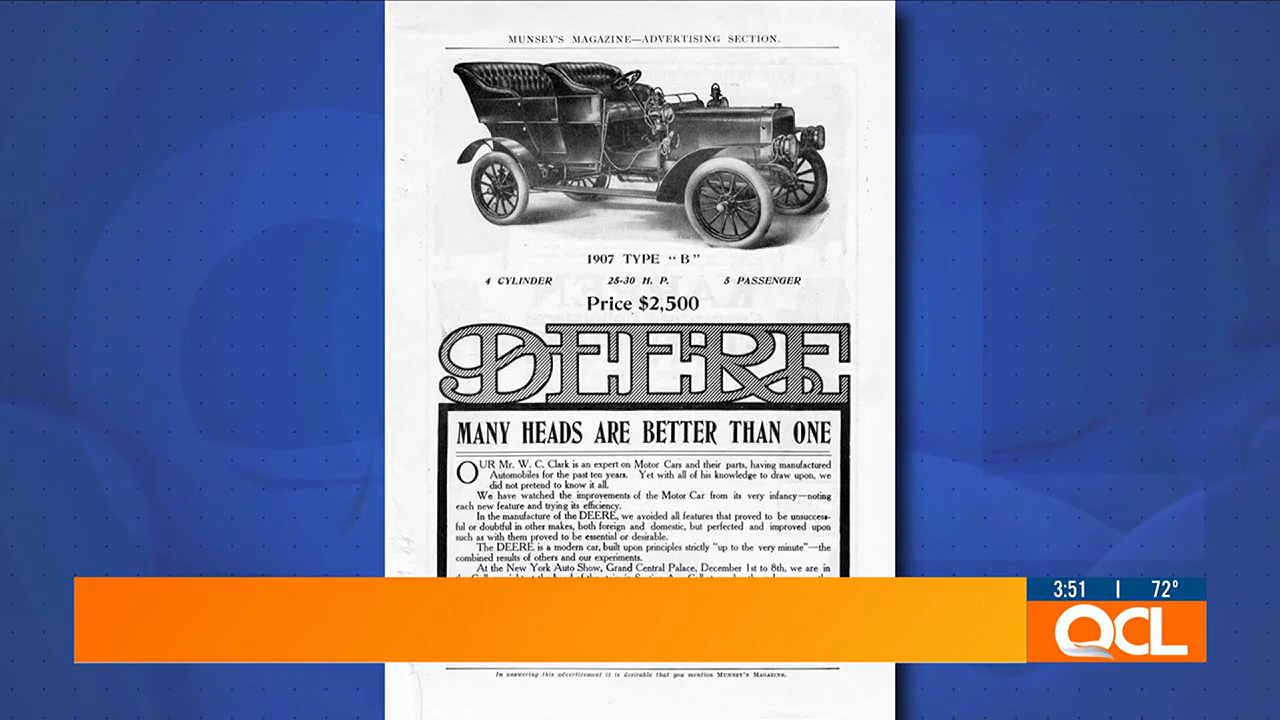 MUNSEY'S MAGAZINE—ADVERTISING SECTION.
1907 TYPE "B"
4 CYLINDER 25-30 H. P. 5 PASSENGER
Price $2,500
DEERE
MANY HEADS ARE BETTER THAN ONE
OUR Mr. W. C. Clark is an expert on Motor Cars and their parts, having manufactured
Automobiles for the past ten years. Yet with all of his knowledge to draw upon, we
did not pretend to know it all.
We have watched the improvements of the Motor Car from its very infancy—noting
each new feature and trying its efficiency.
In the manufacture of the DEERE, we avoided all features that proved to be unsuccess-
ful or doubtful in other makes, both foreign and domestic, but perfected and improved upon
such as with them proved to be essential or desirable.
The DEERE is a modern car, built upon principles strictly "up to the very minute"—the
combined results of others and our experiments.
At the New York Auto Show, Grand Central Palace, December 1st to 8th, we are in
3:51 | 72°
QCL
In answering this advertisement it is desirable that you mention MUNSEY'S MAGAZINE.